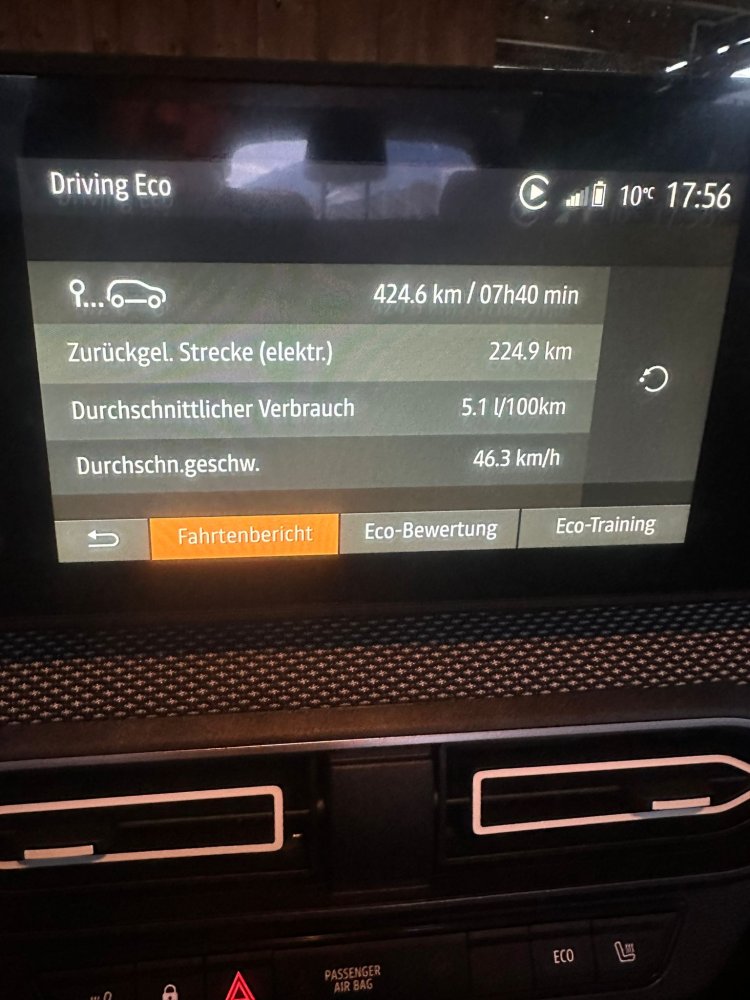 Driving Eco
10°C 17:56
424.6 km / 07h40 min
Zurückgel. Strecke (elektr.) 224.9 km
Durchschnittlicher Verbrauch 5.1 l/100km
Durchschn.geschw. 46.3 km/h
Fahrtenbericht Eco-Bewertung Eco-Training
PASSENGER
AIR BAG
ECO